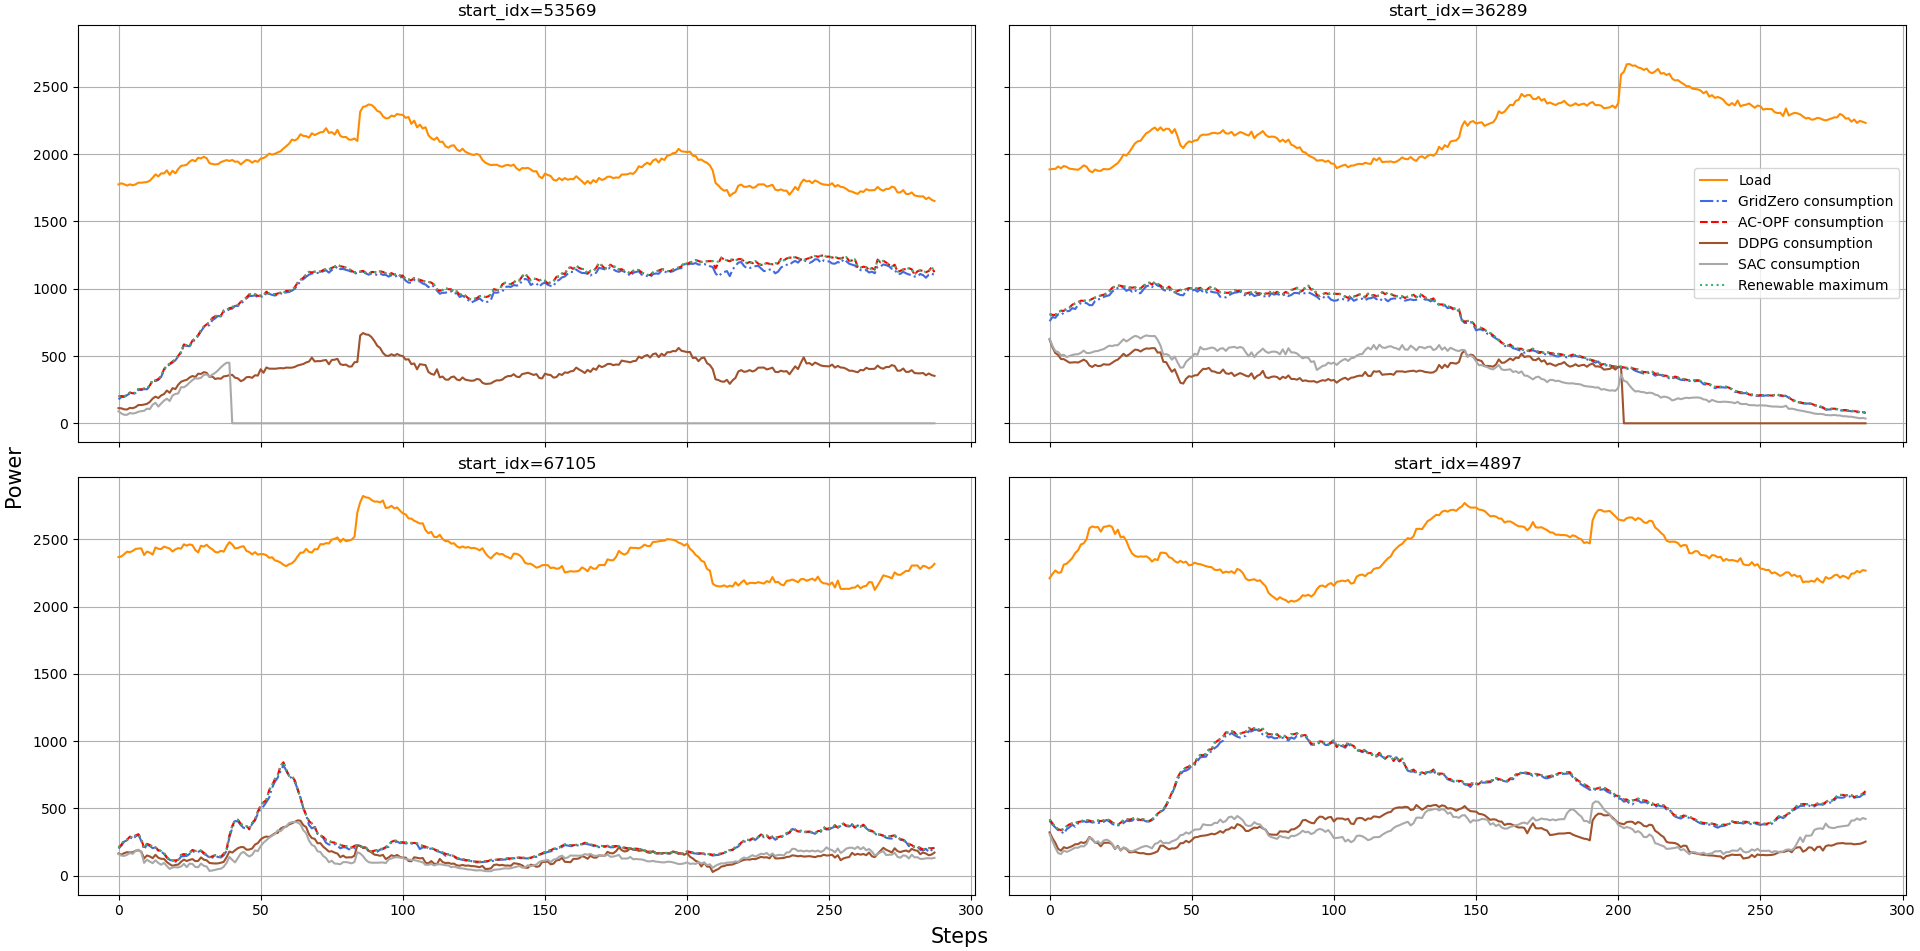 start_idx=53569
start_idx=36289
2500
2000
1500
1000
500
0
Load
GridZero consumption
AC-OPF consumption
DDPG consumption
SAC consumption
Renewable maximum
Power
start_idx=67105
start_idx=4897
2500
2000
1500
1000
500
0
0 50 100 150 200 250 300
0 50 100 150 200 250 300
Steps